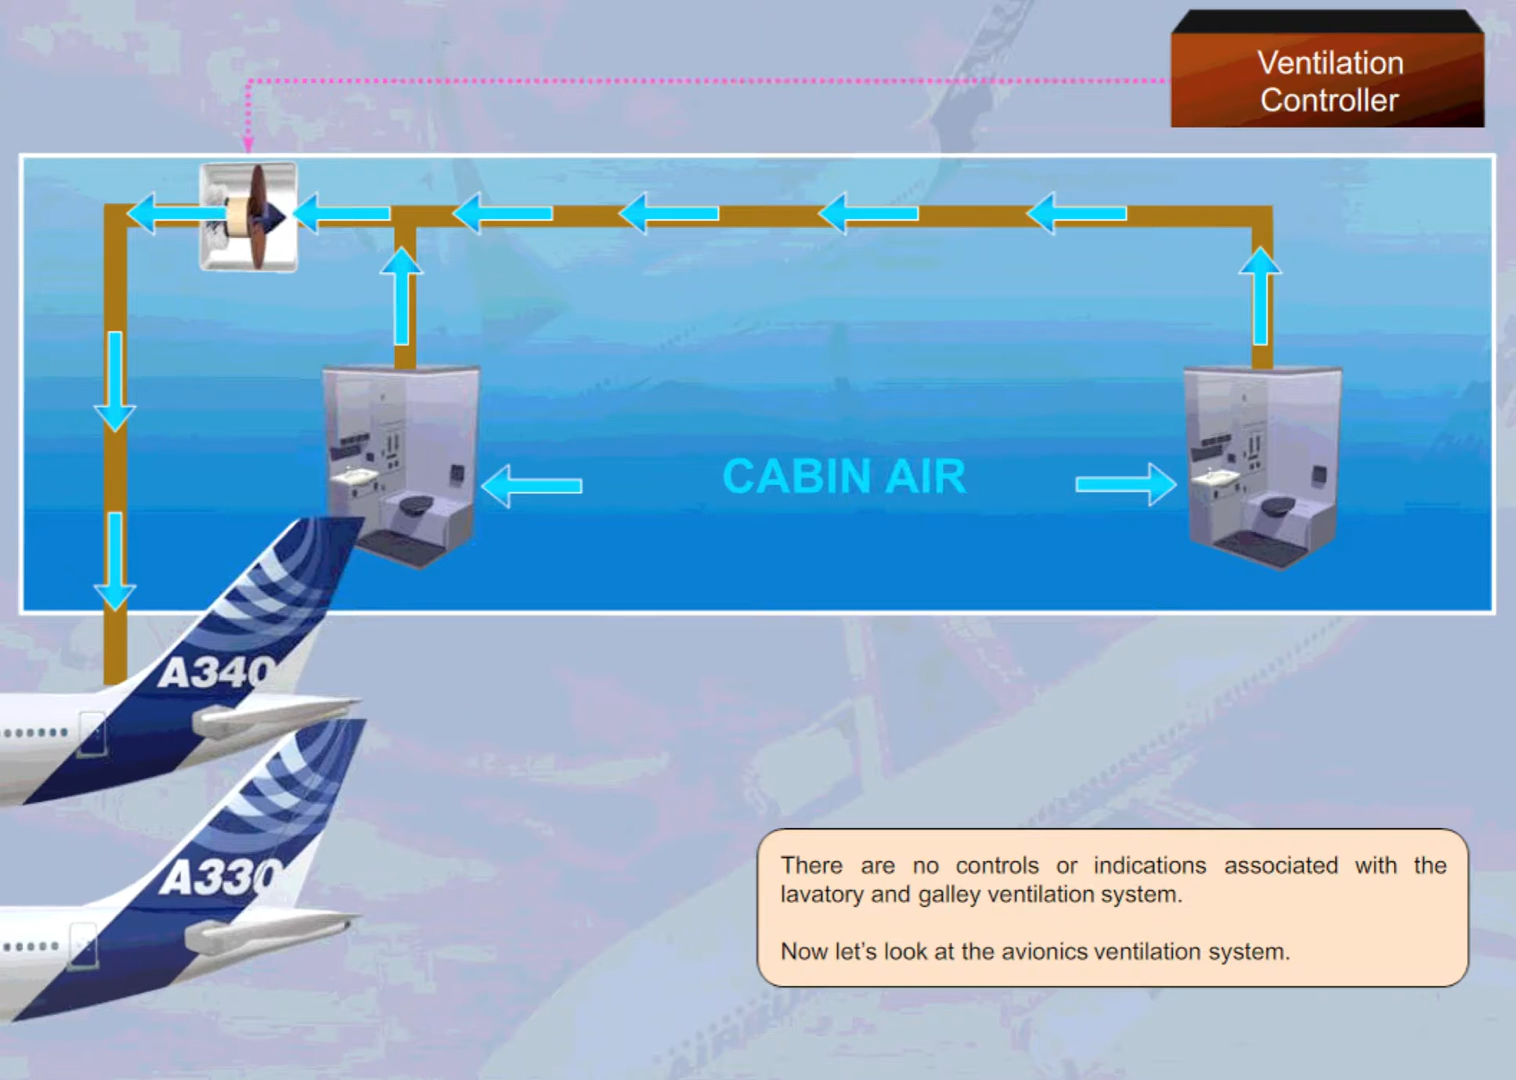 Ventilation
Controller
CABIN AIR
A340
A330
There are no controls or indications associated with the
lavatory and galley ventilation system.
Now let's look at the avionics ventilation system.